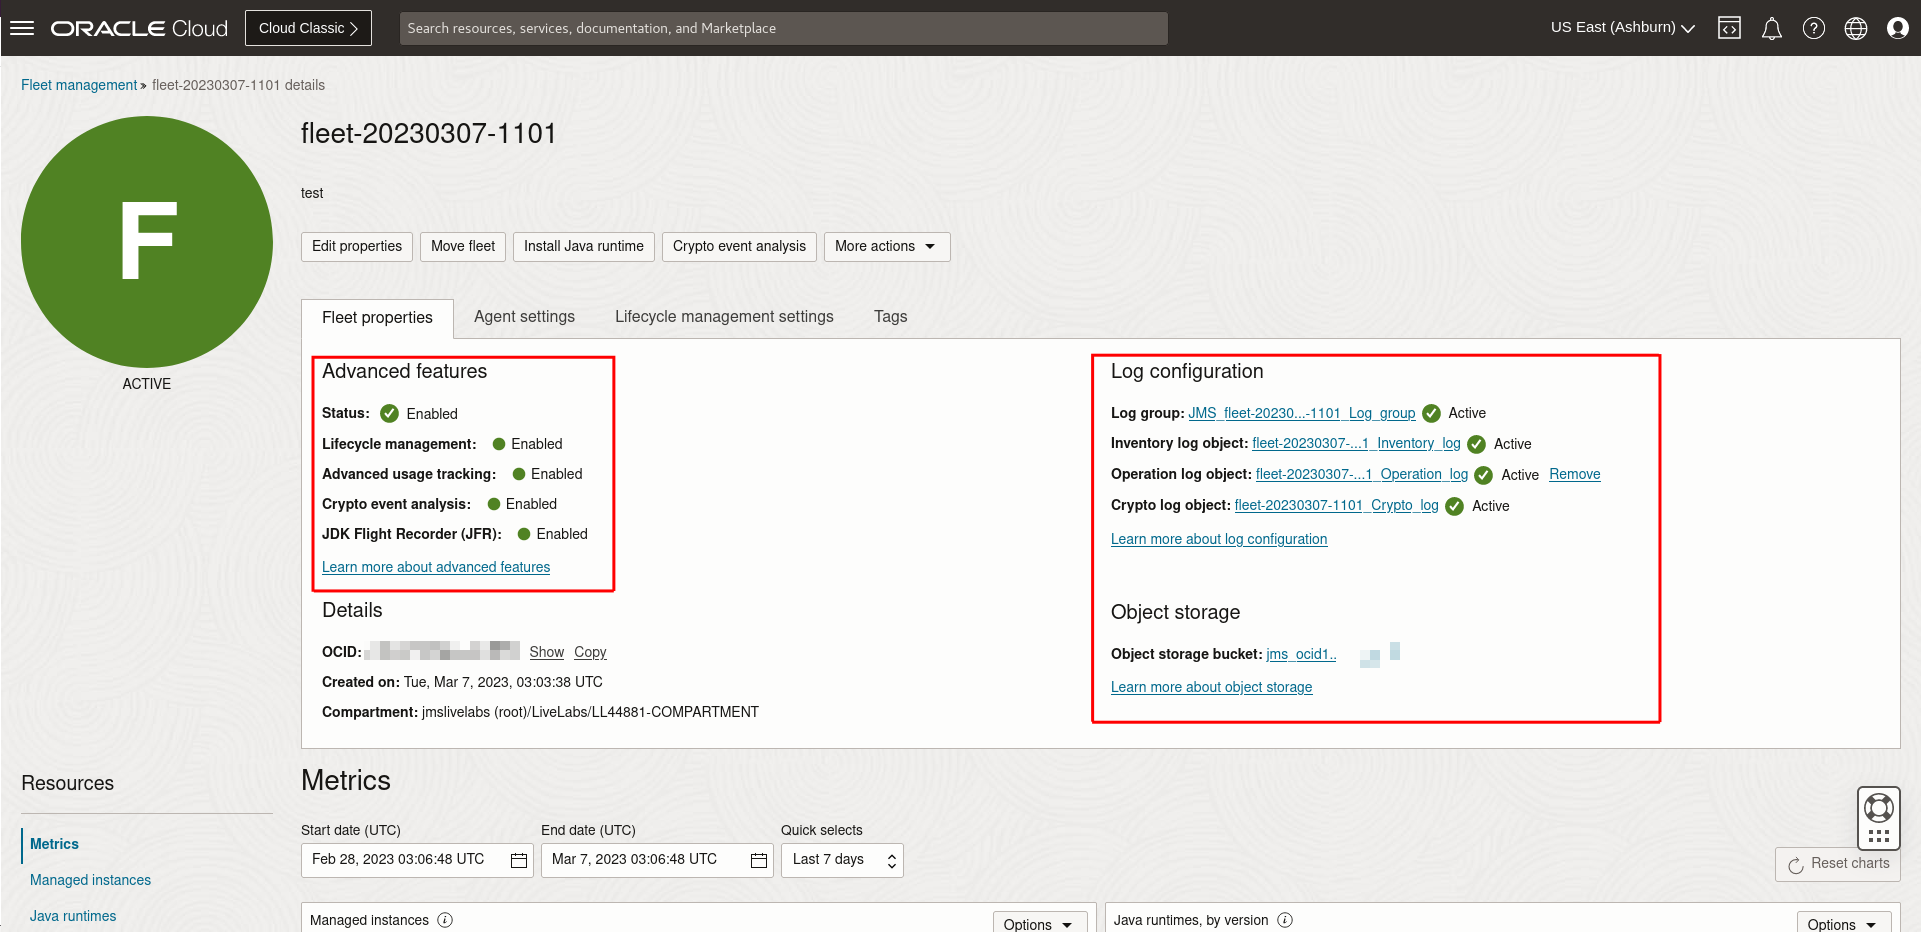 ORACLE Cloud
Cloud Classic
Search resources, services, documentation, and Marketplace
US East (Ashburn)
Fleet management » fleet-20230307-1101 details
F
ACTIVE
fleet-20230307-1101
test
Edit properties
Move fleet
Install Java runtime
Crypto event analysis
More actions
Fleet properties
Agent settings
Lifecycle management settings
Tags
Advanced features
Status: Enabled
Lifecycle management: Enabled
Advanced usage tracking: Enabled
Crypto event analysis: Enabled
JDK Flight Recorder (JFR): Enabled
Learn more about advanced features
Details
OCID: Show Copy
Created on: Tue, Mar 7, 2023, 03:03:38 UTC
Compartment: jmslivelabs (root)/LiveLabs/LL44881-COMPARTMENT
Log configuration
Log group: JMS_fleet-20230...-1101_Log_group Active
Inventory log object: fleet-20230307-...1_Inventory_log Active
Operation log object: fleet-20230307-...1_Operation_log Active Remove
Crypto log object: fleet-20230307-1101_Crypto_log Active
Learn more about log configuration
Object storage
Object storage bucket: jms_ocid1..
Learn more about object storage
Resources
Metrics
Managed instances
Java runtimes
Metrics
Start date (UTC)
Feb 28, 2023 03:06:48 UTC
End date (UTC)
Mar 7, 2023 03:06:48 UTC
Quick selects
Last 7 days
Reset charts
Managed instances
Options
Java runtimes, by version
Options